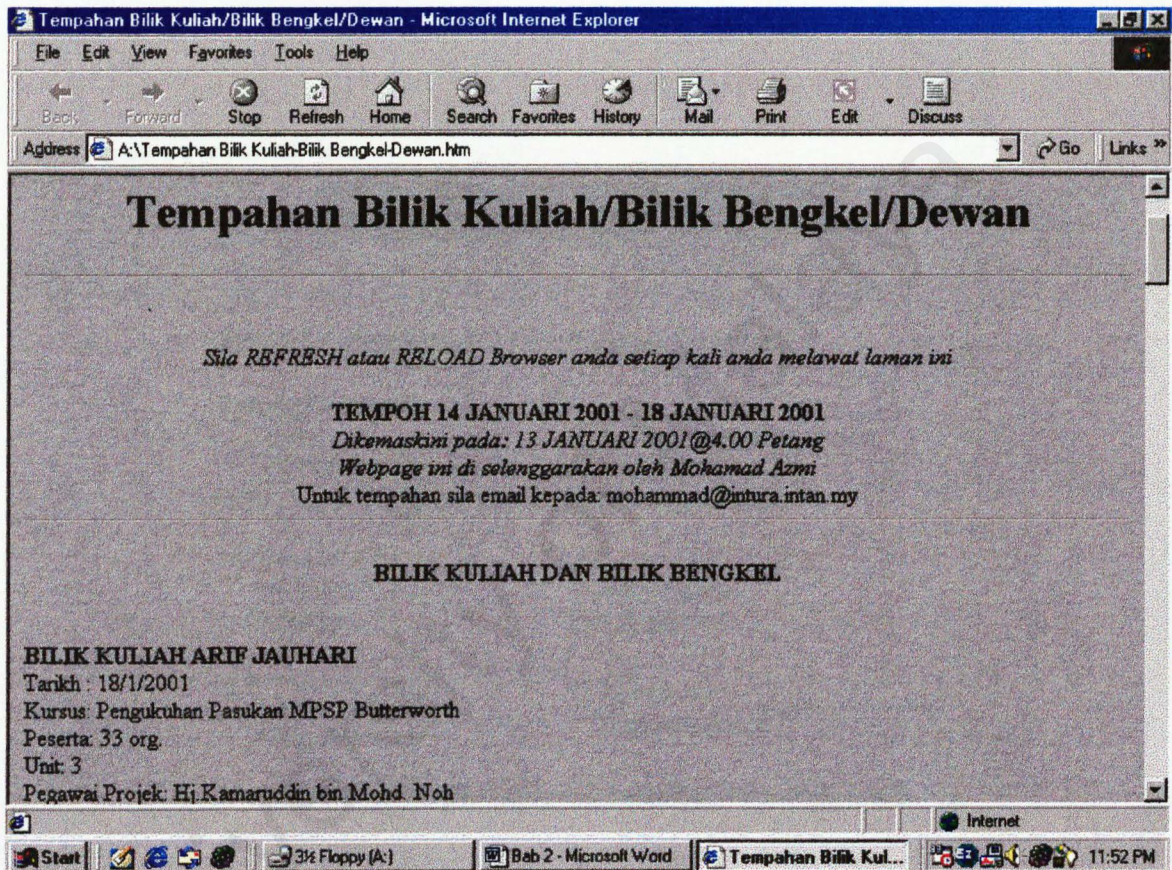 Tempahan Bilik Kuliah/Bilik Bengkel/Dewan - Microsoft Internet Explorer
File Edit View Favorites Tools Help
Back Forward Stop Refresh Home Search Favorites History Mail Print Edit Discuss
Address A:\Tempahan Bilik Kuliah-Bilik Bengkel-Dewan.htm Go Links »
Tempahan Bilik Kuliah/Bilik Bengkel/Dewan
Sila REFRESH atau RELOAD Browser anda setiap kali anda melawat laman ini
TEMPOH 14 JANUARI 2001 - 18 JANUARI 2001
Dikemaskini pada: 13 JANUARI 2001@4.00 Petang
Webpage ini di selenggarakan oleh Mohamad Azmi
Untuk tempahan sila email kepada: mohammad@intura.intan.my
BILIK KULIAH DAN BILIK BENGKEL
BILIK KULIAH ARIF JAUHARI
Tarikh : 18/1/2001
Kursus: Pengukuhan Pasukan MPSP Butterworth
Peserta: 33 org.
Unit: 3
Pegawai Projek: Hj.Kamaruddin bin Mohd. Noh
Internet
Start 3½ Floppy (A:) Bab 2 - Microsoft Word Tempahan Bilik Kul... 11:52 PM